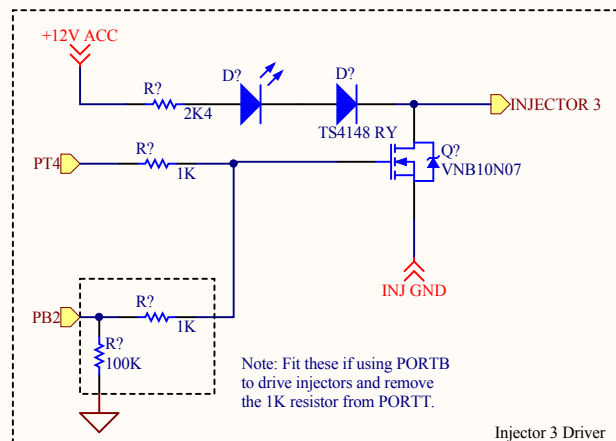 +12V ACC
R?
2K4
D?
D?
TS4148 RY
INJECTOR 3
PT4
R?
1K
Q?
VNB10N07
INJ GND
PB2
R?
1K
R?
100K
Note: Fit these if using PORTB
to drive injectors and remove
the 1K resistor from PORTT.
Injector 3 Driver